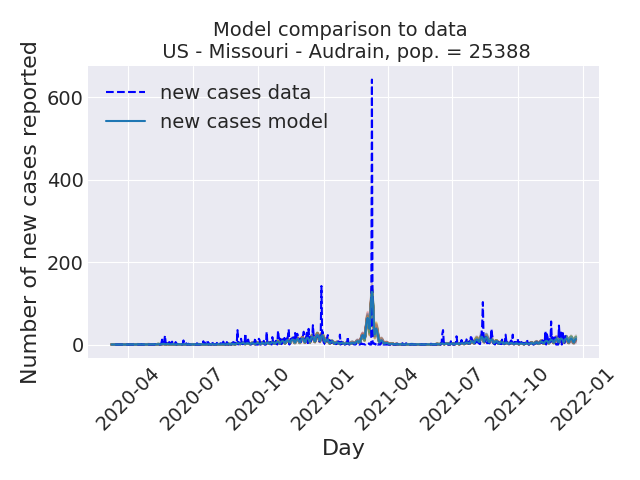 Model comparison to data
US - Missouri - Audrain, pop. = 25388
Number of new cases reported
600
400
200
0
new cases data
new cases model
2020-04
2020-07
2020-10
2021-01
2021-04
2021-07
2021-10
2022-01
Day